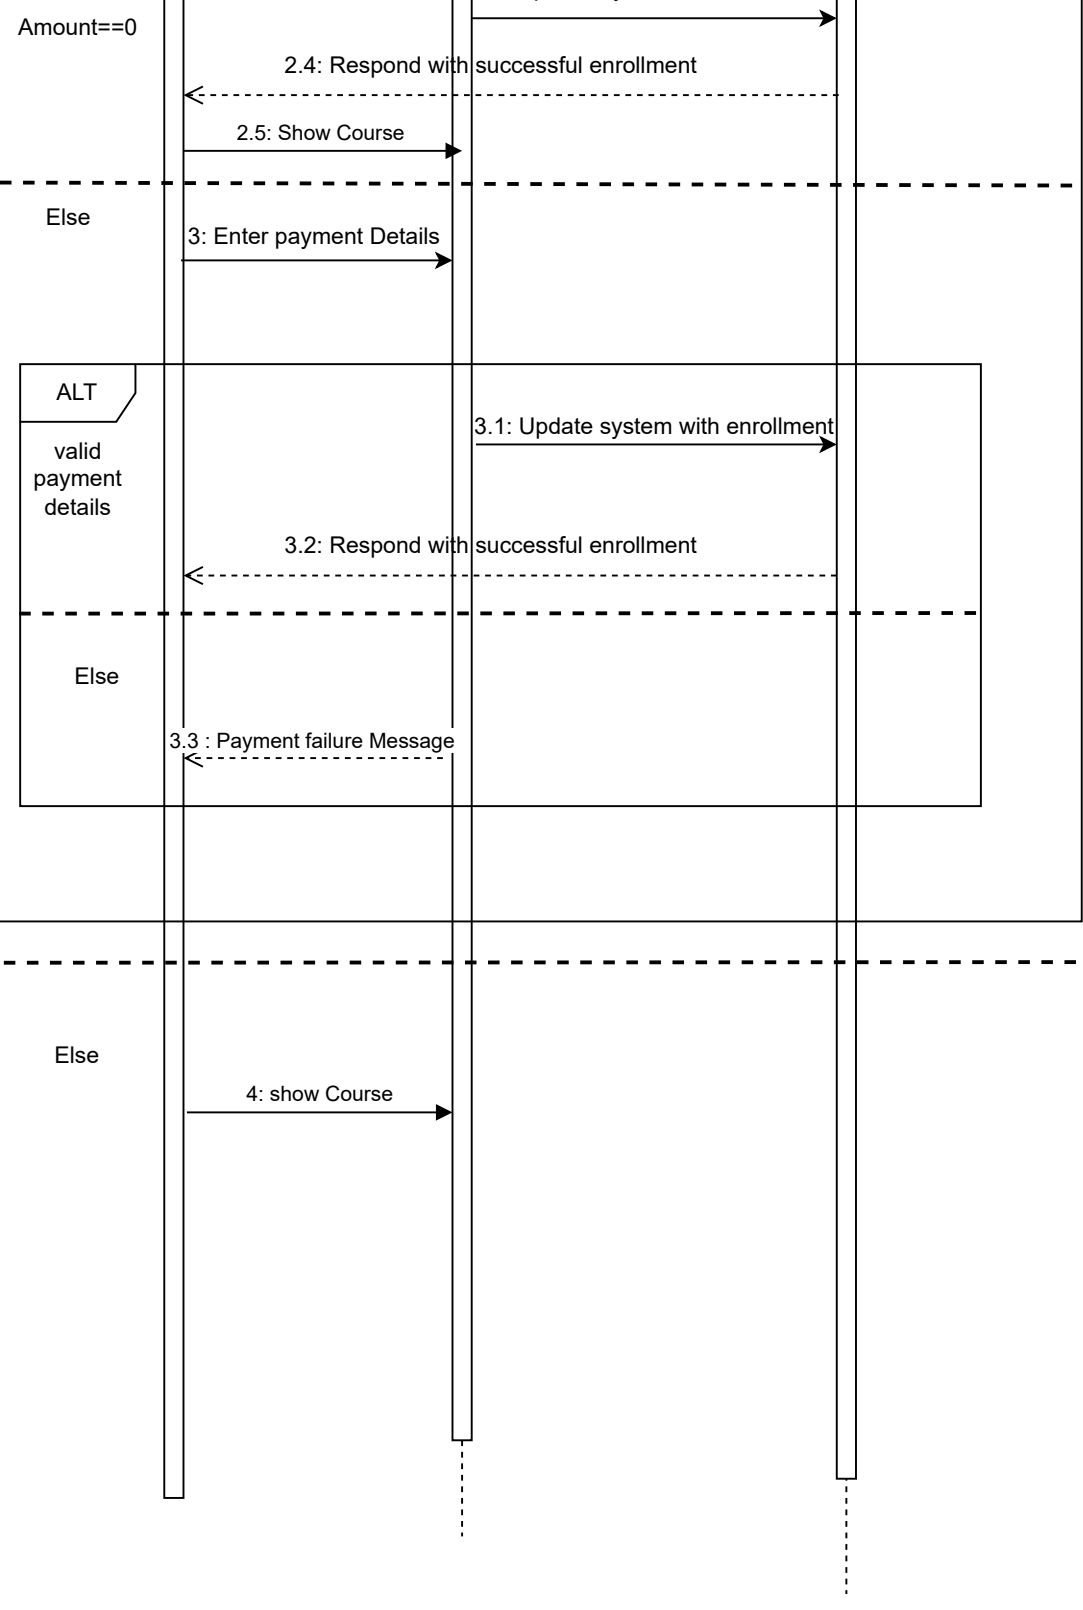 Amount==0
2.4: Respond with successful enrollment
2.5: Show Course
Else
3: Enter payment Details
ALT
3.1: Update system with enrollment
valid
payment
details
3.2: Respond with successful enrollment
Else
3.3 : Payment failure Message
Else
4: show Course